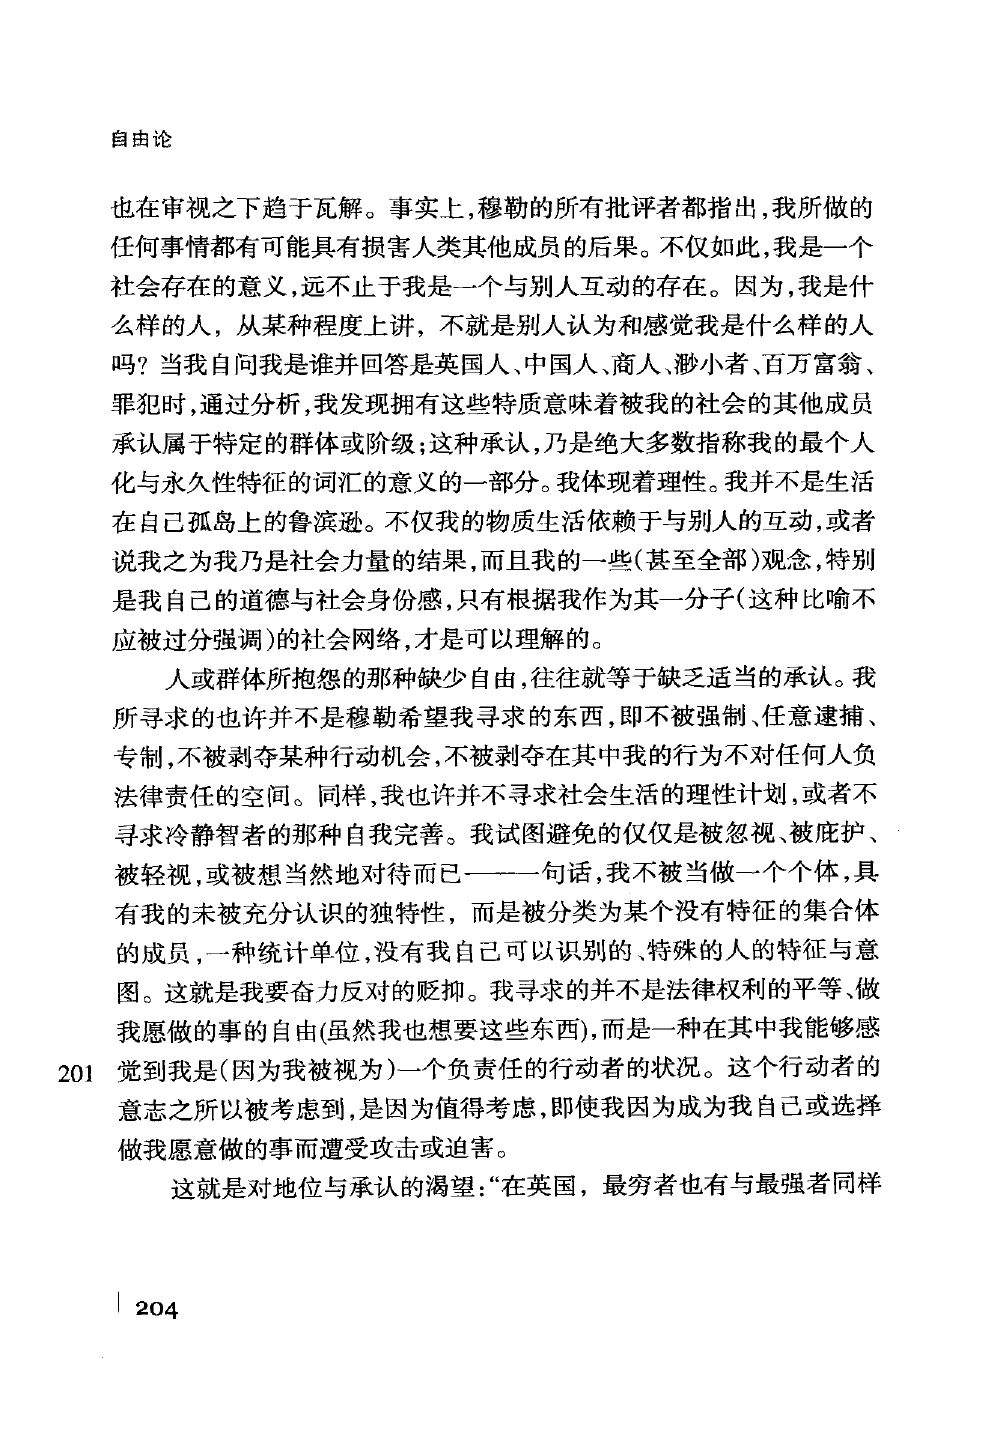 自由论
也在审视之下趋于瓦解。事实上,穆勒的所有批评者都指出,我所做的
任何事情都有可能具有损害人类其他成员的后果。不仅如此,我是一个
社会存在的意义,远不止于我是一个与别人互动的存在。因为,我是什
么样的人，从某种程度上讲，不就是别人认为和感觉我是什么样的人
吗？当我自问我是谁并回答是英国人、中国人、商人、渺小者、百万富翁、
罪犯时,通过分析,我发现拥有这些特质意味着被我的社会的其他成员
承认属于特定的群体或阶级;这种承认,乃是绝大多数指称我的最个人
化与永久性特征的词汇的意义的一部分。我体现着理性。我并不是生活
在自己孤岛上的鲁滨逊。不仅我的物质生活依赖于与别人的互动,或者
说我之为我乃是社会力量的结果,而且我的一些(甚至全部)观念,特别
是我自己的道德与社会身份感,只有根据我作为其一分子(这种比喻不
应被过分强调)的社会网络,才是可以理解的。
人或群体所抱怨的那种缺少自由,往往就等于缺乏适当的承认。我
所寻求的也许并不是穆勒希望我寻求的东西,即不被强制、任意逮捕、
专制,不被剥夺某种行动机会,不被剥夺在其中我的行为不对任何人负
法律责任的空间。同样,我也许并不寻求社会生活的理性计划,或者不
寻求冷静智者的那种自我完善。我试图避免的仅仅是被忽视、被庇护、
被轻视,或被想当然地对待而已——一句话,我不被当做一个个体,具
有我的未被充分认识的独特性，而是被分类为某个没有特征的集合体
的成员,一种统计单位,没有我自己可以识别的、特殊的人的特征与意
图。这就是我要奋力反对的贬抑。我寻求的并不是法律权利的平等、做
我愿做的事的自由(虽然我也想要这些东西),而是一种在其中我能够感
201 觉到我是(因为我被视为)一个负责任的行动者的状况。这个行动者的
意志之所以被考虑到,是因为值得考虑,即使我因为成为我自己或选择
做我愿意做的事而遭受攻击或迫害。
这就是对地位与承认的渴望:“在英国，最穷者也有与最强者同样
204